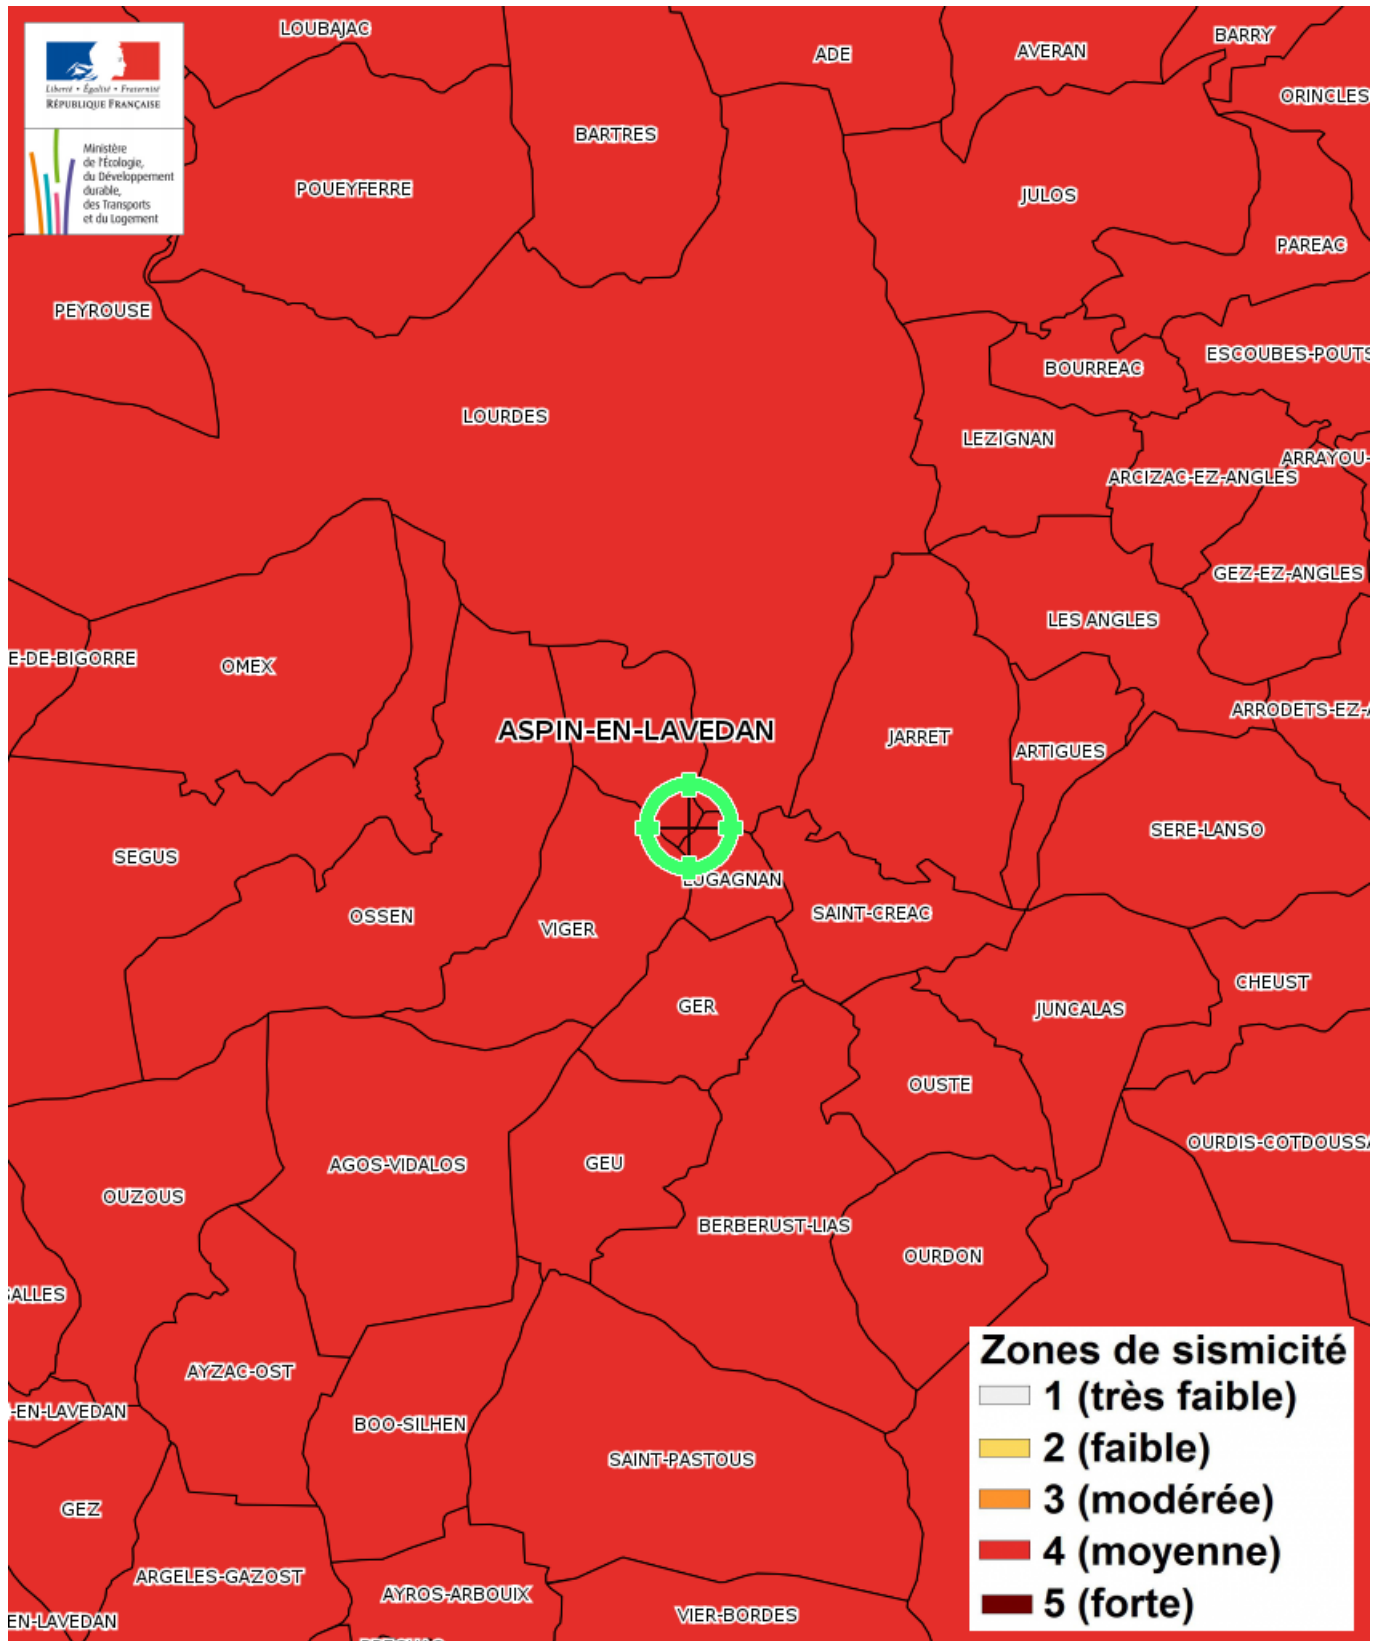 LOUBAJAC
BARRY
ADE
AVERAN
ORINCLES
Liberté • Égalité • Fraternité
RÉPUBLIQUE FRANÇAISE
BARTRES
Ministère
de l'Écologie,
du Développement
durable,
des Transports
et du Logement
POUEYFERRE
JULOS
PAREAC
PEYROUSE
ESCOUBES-POUTS
BOURREAC
LOURDES
LEZIGNAN
ARRAYOU-
ARCIZAC-EZ-ANGLES
GEZ-EZ-ANGLES
LES ANGLES
E-DE-BIGORRE
OMEX
ARRODETS-EZ-A
ASPIN-EN-LAVEDAN
JARRET
ARTIGUES
SERE-LANSO
SEGUS
LUGAGNAN
OSSEN
SAINT-CREAC
VIGER
CHEUST
GER
JUNCALAS
OUSTE
OURDIS-COTDOUSSA
AGOS-VIDALOS
GEU
OUZOUS
BERBERUST-LIAS
OURDON
SALLES
Zones de sismicité
1 (très faible)
2 (faible)
3 (modérée)
4 (moyenne)
5 (forte)
AYZAC-OST
-EN-LAVEDAN
BOO-SILHEN
SAINT-PASTOUS
GEZ
ARGELES-GAZOST
AYROS-ARBOUIX
VIER-BORDES
EN-LAVEDAN